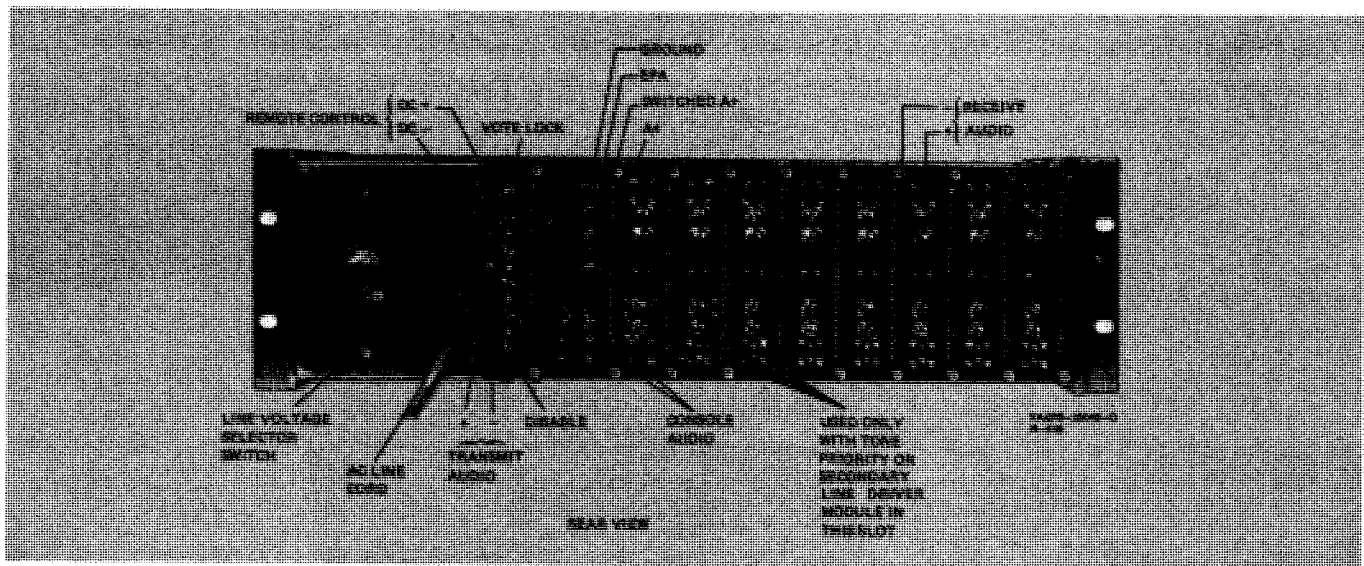 GROUND
EPA
SWITCHED A+
A+
REMOTE CONTROL
DC +
DC -
VOTE LOCK
- RECEIVE
+ AUDIO
LINE VOLTAGE
SELECTOR
SWITCH
AC LINE
CORD
+ -
TRANSMIT
AUDIO
DISABLE
CONSOLE
AUDIO
USED ONLY
WITH TONE
PRIORITY OR
SECONDARY
LINE DRIVER
MODULE IN
THIS SLOT
REAR VIEW